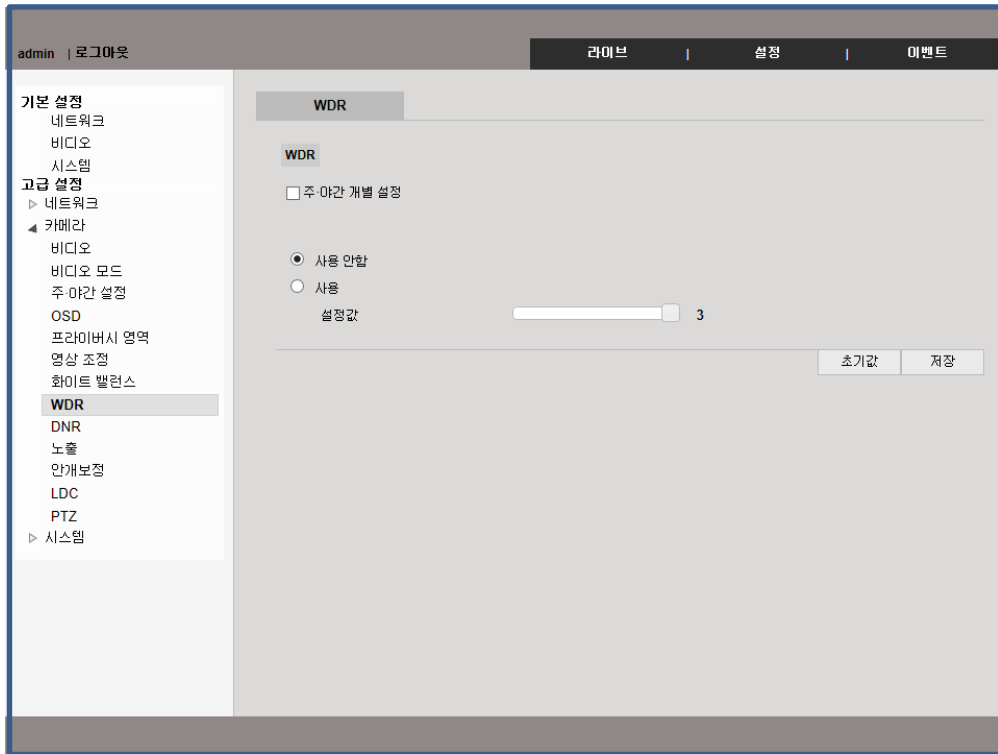 admin | 로그아웃
라이브 | 설정 | 이벤트
기본 설정
네트워크
비디오
시스템
고급 설정
▷ 네트워크
◢ 카메라
비디오
비디오 모드
주·야간 설정
OSD
프라이버시 영역
영상 조정
화이트 밸런스
WDR
DNR
노출
안개보정
LDC
PTZ
▷ 시스템
WDR
WDR
주·야간 개별 설정
사용 안함
사용
설정값 3
초기값 저장